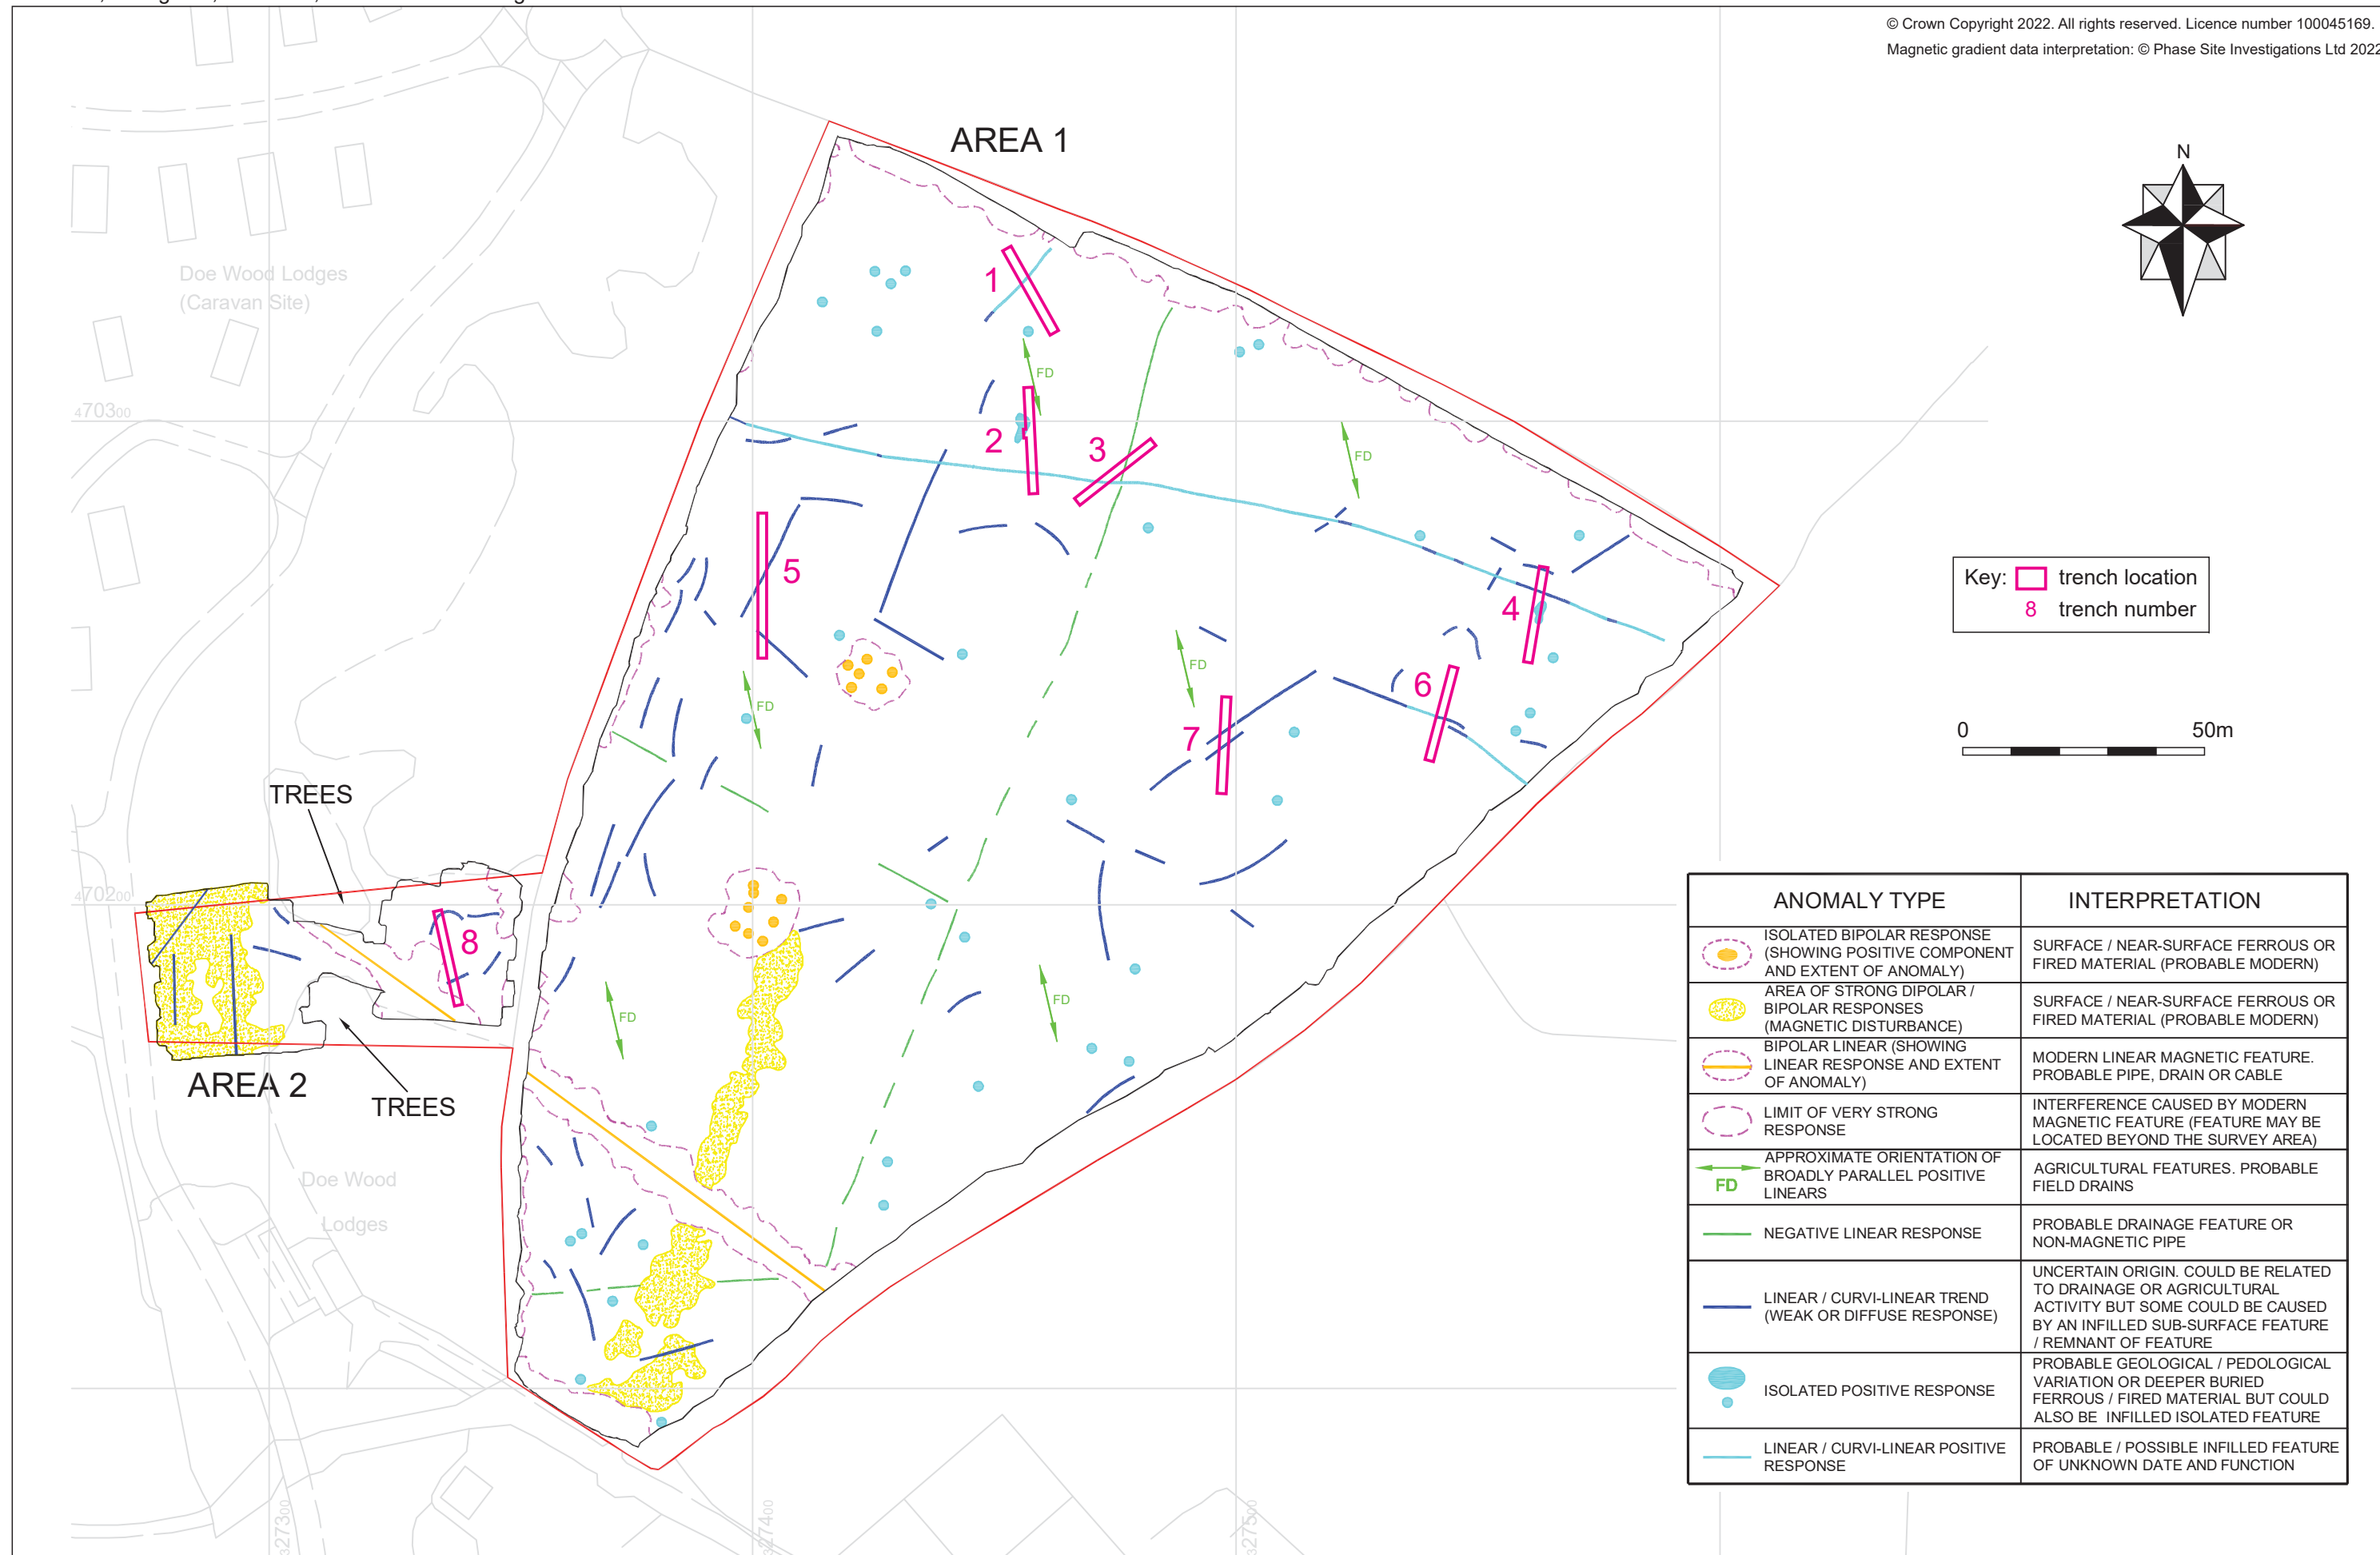 © Crown Copyright 2022. All rights reserved. Licence number 100045169.
Magnetic gradient data interpretation: © Phase Site Investigations Ltd 2022
AREA 1
N
Doe Wood Lodges
(Caravan Site)
1
FD
470300
2
3
FD
5
4
Key: trench location
8 trench number
FD
FD
6
7
0 50m
TREES
470200
8
FD
FD
AREA 2
TREES
Doe Wood
Lodges
327300
327400
327500
ANOMALY TYPE
INTERPRETATION
ISOLATED BIPOLAR RESPONSE
(SHOWING POSITIVE COMPONENT
AND EXTENT OF ANOMALY)
SURFACE / NEAR-SURFACE FERROUS OR
FIRED MATERIAL (PROBABLE MODERN)
AREA OF STRONG DIPOLAR /
BIPOLAR RESPONSES
(MAGNETIC DISTURBANCE)
SURFACE / NEAR-SURFACE FERROUS OR
FIRED MATERIAL (PROBABLE MODERN)
BIPOLAR LINEAR (SHOWING
LINEAR RESPONSE AND EXTENT
OF ANOMALY)
MODERN LINEAR MAGNETIC FEATURE.
PROBABLE PIPE, DRAIN OR CABLE
LIMIT OF VERY STRONG
RESPONSE
INTERFERENCE CAUSED BY MODERN
MAGNETIC FEATURE (FEATURE MAY BE
LOCATED BEYOND THE SURVEY AREA)
FD
APPROXIMATE ORIENTATION OF
BROADLY PARALLEL POSITIVE
LINEARS
AGRICULTURAL FEATURES. PROBABLE
FIELD DRAINS
NEGATIVE LINEAR RESPONSE
PROBABLE DRAINAGE FEATURE OR
NON-MAGNETIC PIPE
LINEAR / CURVI-LINEAR TREND
(WEAK OR DIFFUSE RESPONSE)
UNCERTAIN ORIGIN. COULD BE RELATED
TO DRAINAGE OR AGRICULTURAL
ACTIVITY BUT SOME COULD BE CAUSED
BY AN INFILLED SUB-SURFACE FEATURE
/ REMNANT OF FEATURE
ISOLATED POSITIVE RESPONSE
PROBABLE GEOLOGICAL / PEDOLOGICAL
VARIATION OR DEEPER BURIED
FERROUS / FIRED MATERIAL BUT COULD
ALSO BE INFILLED ISOLATED FEATURE
LINEAR / CURVI-LINEAR POSITIVE
RESPONSE
PROBABLE / POSSIBLE INFILLED FEATURE
OF UNKNOWN DATE AND FUNCTION